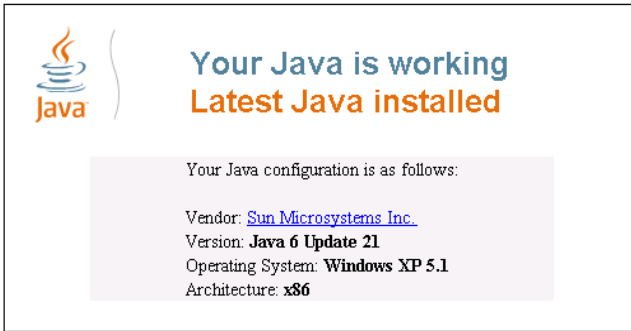 Java
Your Java is working
Latest Java installed
Your Java configuration is as follows:
Vendor: Sun Microsystems Inc.
Version: Java 6 Update 21
Operating System: Windows XP 5.1
Architecture: x86